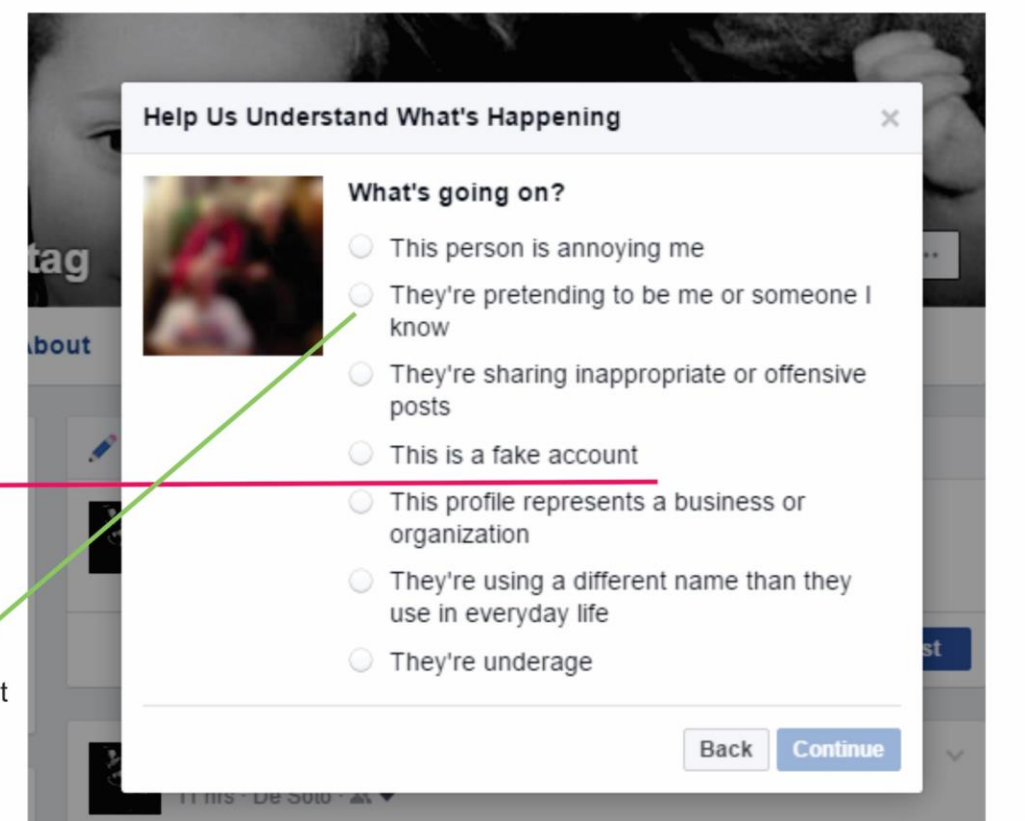 Help Us Understand What's Happening
×
What's going on?
This person is annoying me
tag
They're pretending to be me or someone I
know
About
They're sharing inappropriate or offensive
posts
This is a fake account
This profile represents a business or
organization
They're using a different name than they
use in everyday life
st
They're underage
t
Back
Continue
11 hrs · De Soto ·